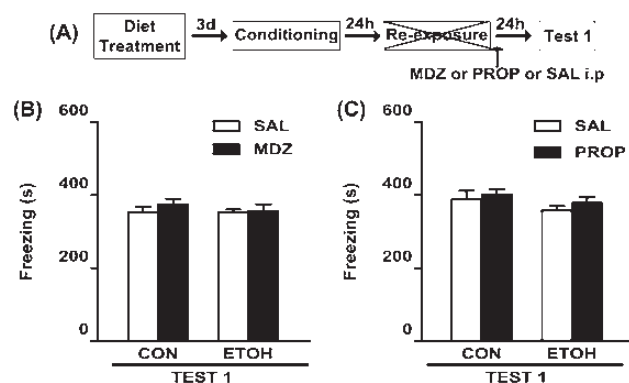 (A)
Diet Treatment
3d
Conditioning
24h
Re-exposure
24h
Test 1
MDZ or PROP or SAL i.p
(B)
600
400
200
0
Freezing (s)
SAL
MDZ
CON ETOH
TEST 1
(C)
600
400
200
0
Freezing (s)
SAL
PROP
CON ETOH
TEST 1